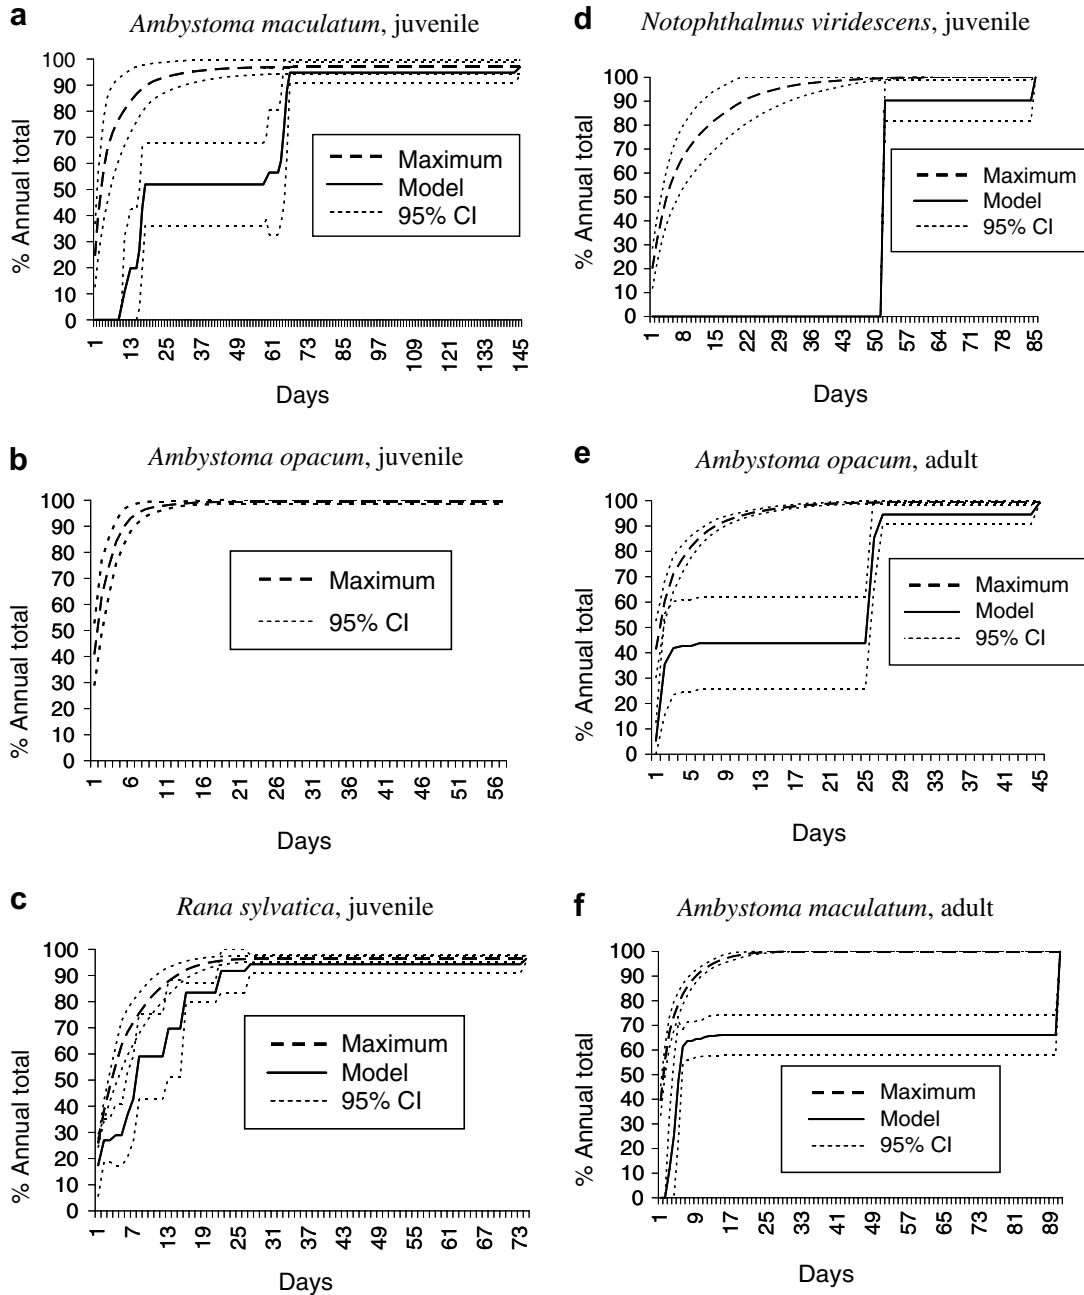 a
Ambystoma maculatum, juvenile
% Annual total
100
90
80
70
60
50
40
30
20
10
0
Maximum
Model
95% CI
1 13 25 37 49 61 73 85 97 109 121 133 145
Days
b
Ambystoma opacum, juvenile
% Annual total
100
90
80
70
60
50
40
30
20
10
0
Maximum
95% CI
1 6 11 16 21 26 31 36 41 46 51 56
Days
c
Rana sylvatica, juvenile
% Annual total
100
90
80
70
60
50
40
30
20
10
0
Maximum
Model
95% CI
1 7 13 19 25 31 37 43 49 55 61 67 73
Days
d
Notophthalmus viridescens, juvenile
% Annual total
100
90
80
70
60
50
40
30
20
10
0
Maximum
Model
95% CI
1 8 15 22 29 36 43 50 57 64 71 78 85
Days
e
Ambystoma opacum, adult
% Annual total
100
90
80
70
60
50
40
30
20
10
0
Maximum
Model
95% CI
1 5 9 13 17 21 25 29 33 37 41 45
Days
f
Ambystoma maculatum, adult
% Annual total
100
90
80
70
60
50
40
30
20
10
0
Maximum
Model
95% CI
1 9 17 25 33 41 49 57 65 73 81 89
Days